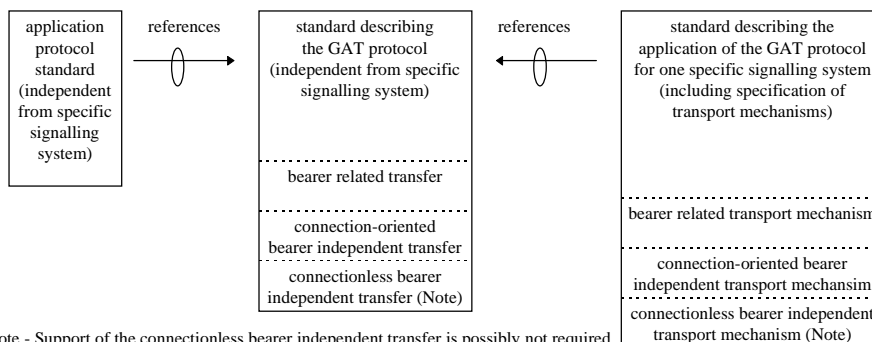 application
protocol
standard
(independent
from specific
signalling
system)
references
standard describing
the GAT protocol
(independent from specific
signalling system)
bearer related transfer
connection-oriented
bearer independent transfer
connectionless bearer
independent transfer (Note)
references
standard describing the
application of the GAT protocol
for one specific signalling system
(including specification of
transport mechanisms)
bearer related transport mechanism
connection-oriented bearer
independent transport mechansim
connectionless bearer independent
transport mechanism (Note)
ote - Support of the connectionless bearer independent transfer is possibly not required